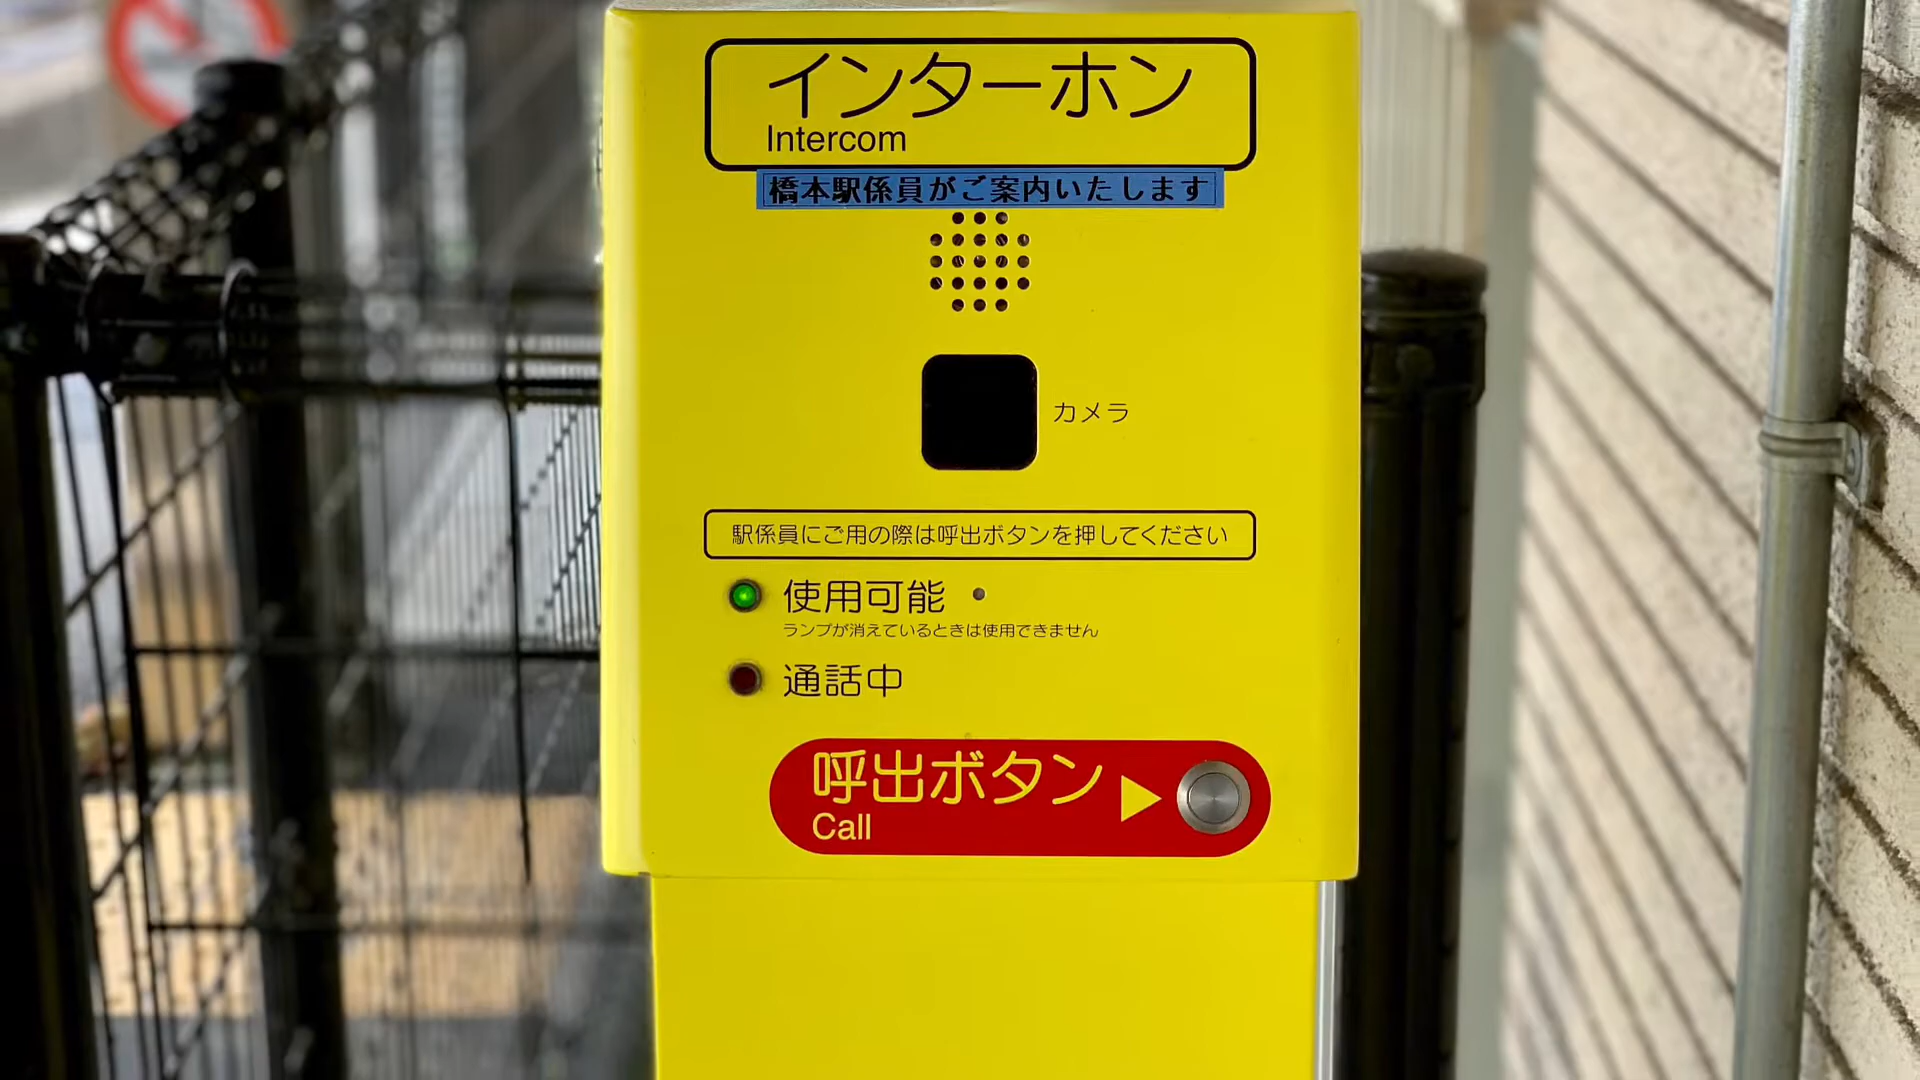 インターホン
Intercom
橋本駅係員がご案内いたします
カメラ
駅係員にご用の際は呼出ボタンを押してください
使用可能
ランプが消えているときは使用できません
通話中
呼出ボタン
Call